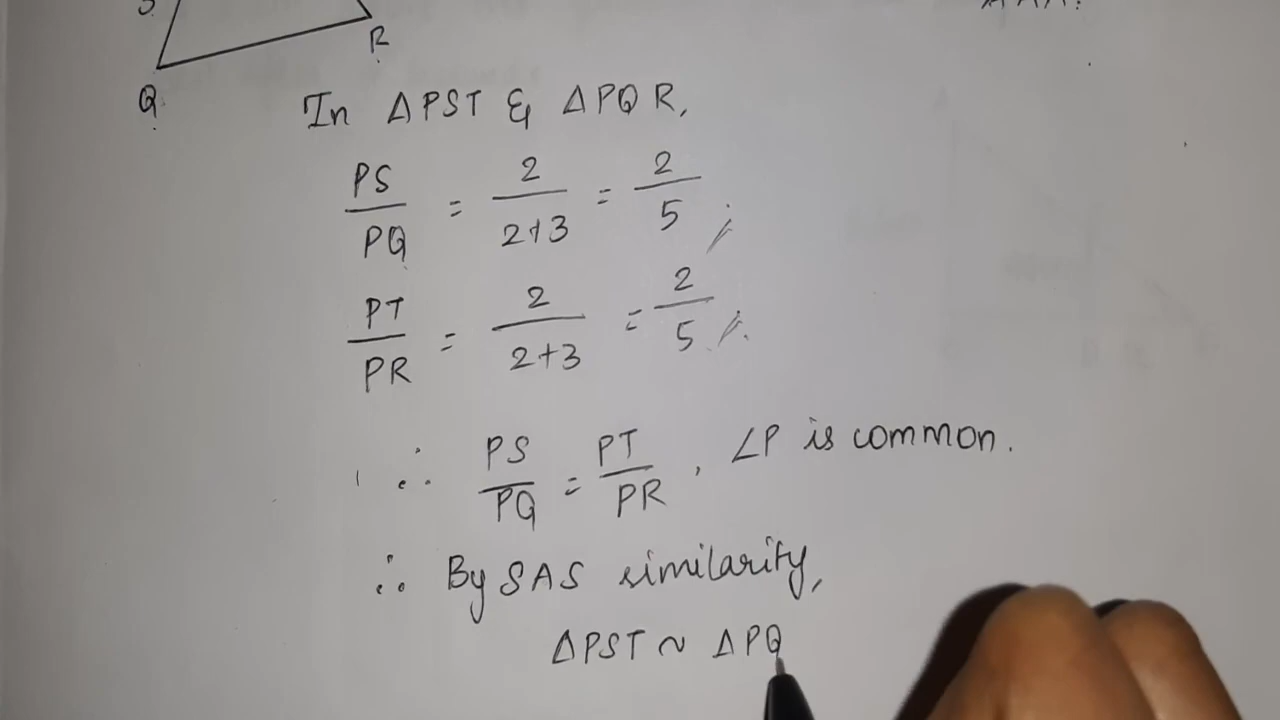 R
Q
In ΔPST & ΔPQR,
PS/PQ = 2/2+3 = 2/5 ;
PT/PR = 2/2+3 = 2/5 .
∴ PS/PQ = PT/PR , ∠P is common.
∴ By SAS similarity,
ΔPST ~ ΔPQ